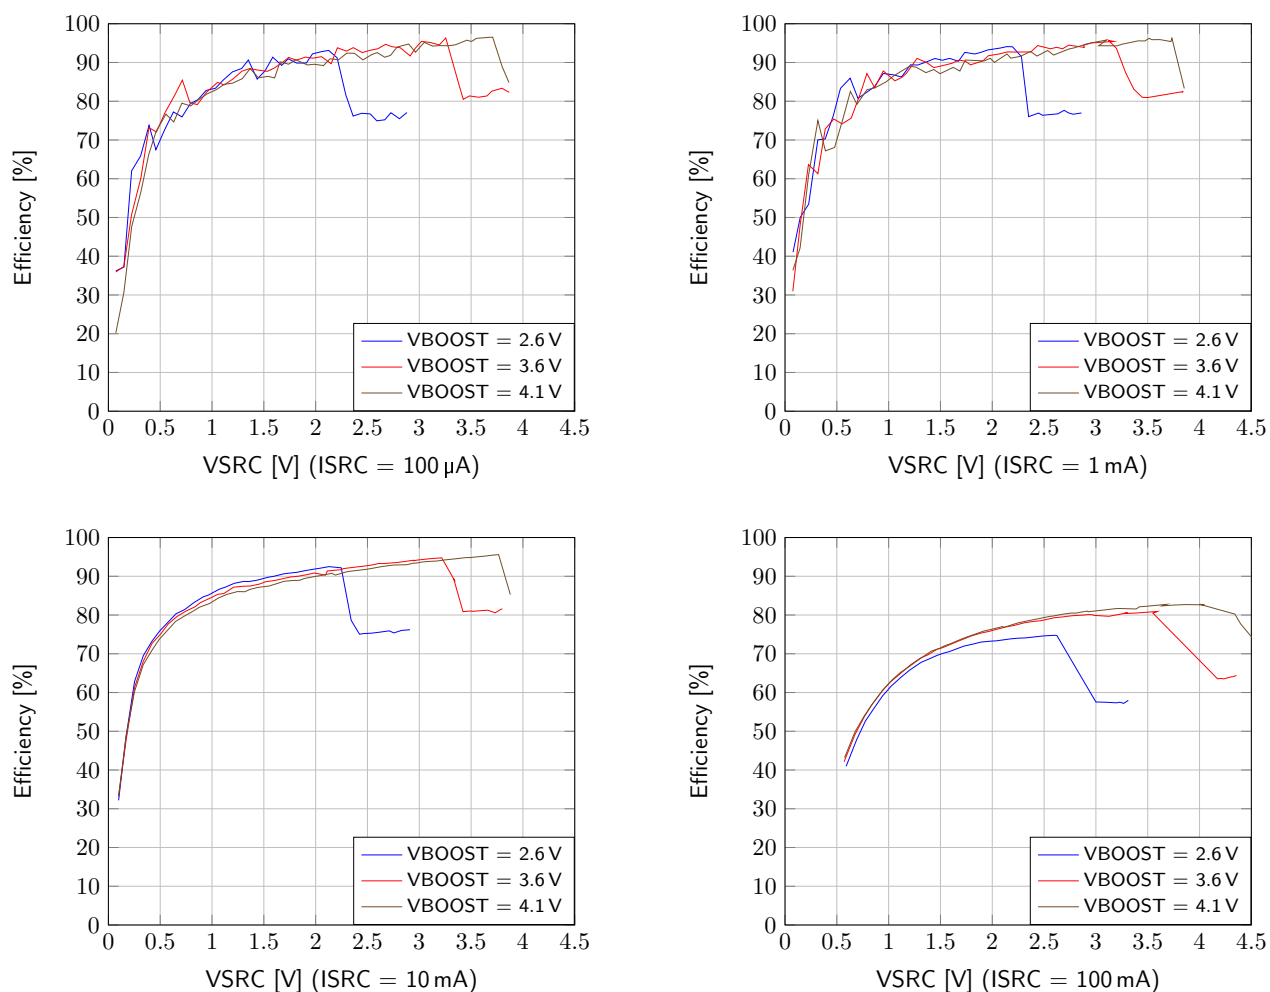 100
90
80
70
60
50
40
30
20
10
0
Efficiency [%]
0 0.5 1 1.5 2 2.5 3 3.5 4 4.5
VSRC [V] (ISRC = 100 µA)
VBOOST = 2.6 V
VBOOST = 3.6 V
VBOOST = 4.1 V
100
90
80
70
60
50
40
30
20
10
0
Efficiency [%]
0 0.5 1 1.5 2 2.5 3 3.5 4 4.5
VSRC [V] (ISRC = 1 mA)
VBOOST = 2.6 V
VBOOST = 3.6 V
VBOOST = 4.1 V
100
90
80
70
60
50
40
30
20
10
0
Efficiency [%]
0 0.5 1 1.5 2 2.5 3 3.5 4 4.5
VSRC [V] (ISRC = 10 mA)
VBOOST = 2.6 V
VBOOST = 3.6 V
VBOOST = 4.1 V
100
90
80
70
60
50
40
30
20
10
0
Efficiency [%]
0 0.5 1 1.5 2 2.5 3 3.5 4 4.5
VSRC [V] (ISRC = 100 mA)
VBOOST = 2.6 V
VBOOST = 3.6 V
VBOOST = 4.1 V